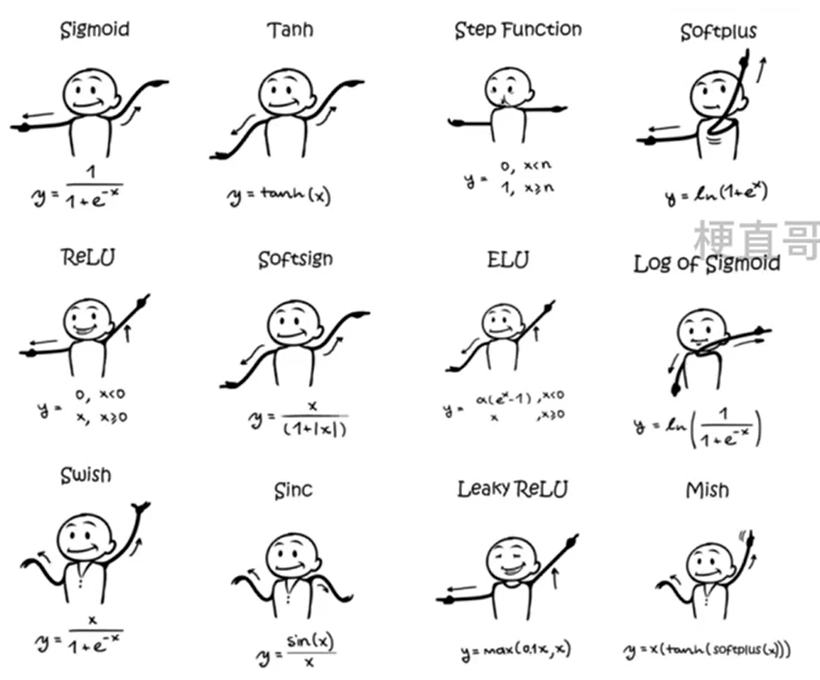 Sigmoid
Tanh
Step Function
Softplus
y = 1 / (1+e^-x)
y = tanh(x)
y = 0, x<n
1, x≥n
y = ln(1+e^x)
梗直哥
ReLU
Softsign
ELU
Log of Sigmoid
y = 0, x<0
x, x≥0
y = x / (1+|x|)
y = α(e^x-1), x<0
x, x≥0
y = ln(1 / (1+e^-x))
Swish
Sinc
Leaky ReLU
Mish
y = x / (1+e^-x)
y = sin(x) / x
y = max(0.1x, x)
y = x(tanh(softplus(x)))